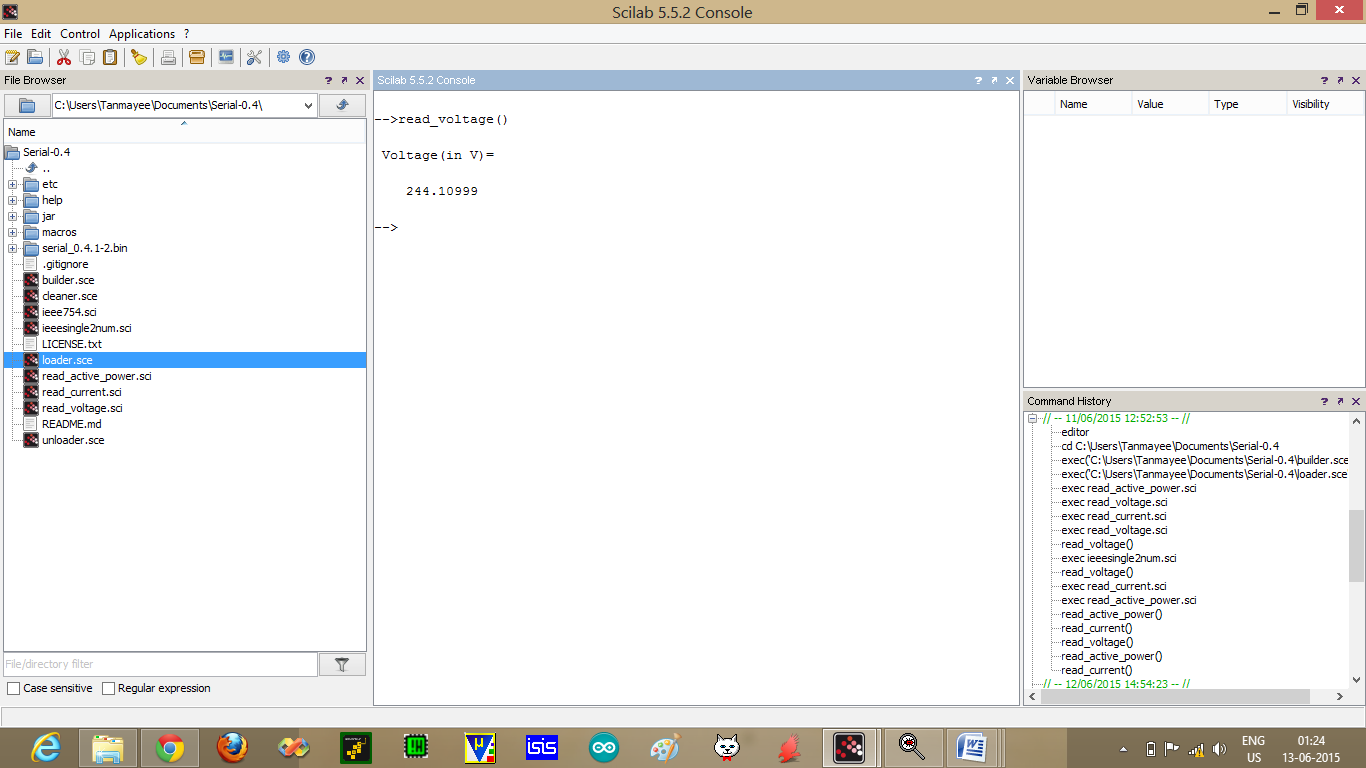 Scilab 5.5.2 Console
File Edit Control Applications ?
File Browser
C:\Users\Tanmayee\Documents\Serial-0.4\
Name
Serial-0.4
..
etc
help
jar
macros
serial_0.4.1-2.bin
.gitignore
builder.sce
cleaner.sce
ieee754.sci
ieeesingle2num.sci
LICENSE.txt
loader.sce
read_active_power.sci
read_current.sci
read_voltage.sci
README.md
unloader.sce
File/directory filter
Case sensitive Regular expression
Scilab 5.5.2 Console
-->read_voltage()
Voltage(in V)=
244.10999
-->
Variable Browser
Name Value Type Visibility
Command History
// -- 11/06/2015 12:52:53 -- //
editor
cd C:\Users\Tanmayee\Documents\Serial-0.4
exec('C:\Users\Tanmayee\Documents\Serial-0.4\builder.sce
exec('C:\Users\Tanmayee\Documents\Serial-0.4\loader.sce
exec read_active_power.sci
exec read_voltage.sci
exec read_current.sci
exec read_voltage.sci
read_voltage()
exec ieeesingle2num.sci
read_voltage()
exec read_current.sci
exec read_active_power.sci
read_active_power()
read_current()
read_voltage()
read_active_power()
read_current()
// -- 12/06/2015 14:54:23 -- //
isis
ENG 01:24
US 13-06-2015